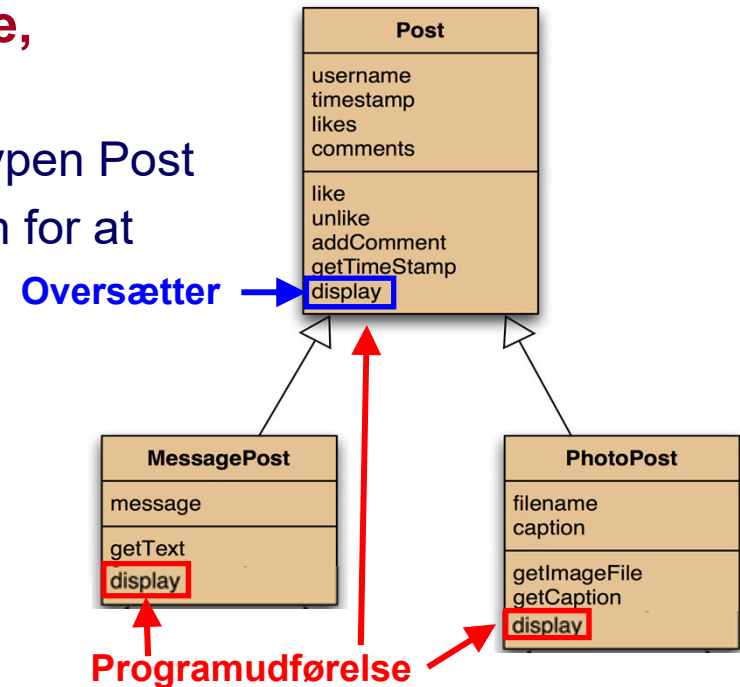 e,
Post
username
timestamp
likes
comments
ypen Post
like
unlike
addComment
getTimeStamp
display
for at
Oversætter
MessagePost
message
getText
display
PhotoPost
filename
caption
getImageFile
getCaption
display
Programudførelse